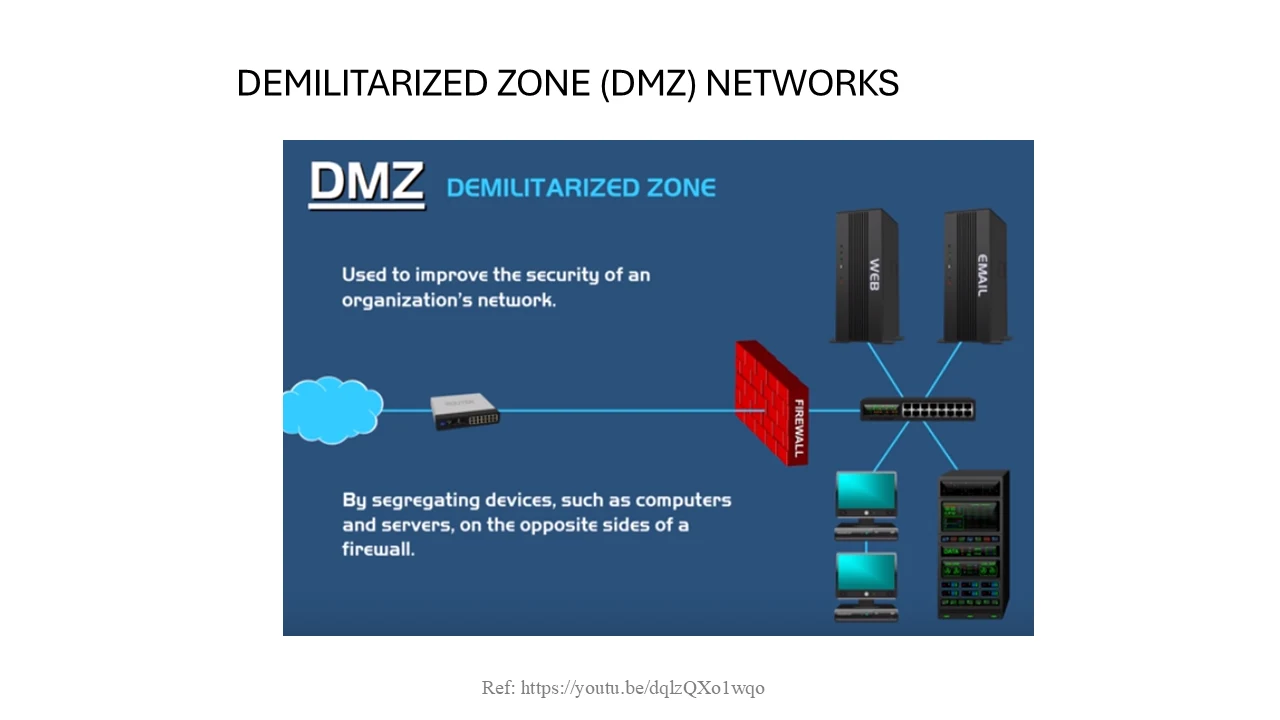 DEMILITARIZED ZONE (DMZ) NETWORKS
DMZ DEMILITARIZED ZONE
Used to improve the security of an
organization's network.
WEB
EMAIL
FIREWALL
By segregating devices, such as computers
and servers, on the opposite sides of a
firewall.
DATA
Ref: https://youtu.be/dqlzQXo1wqo